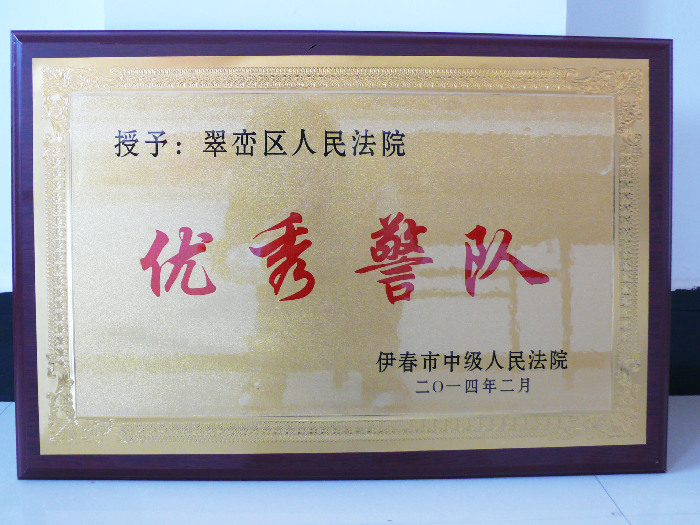 授予：翠峦区人民法院
优秀警队
伊春市中级人民法院
二〇一四年二月